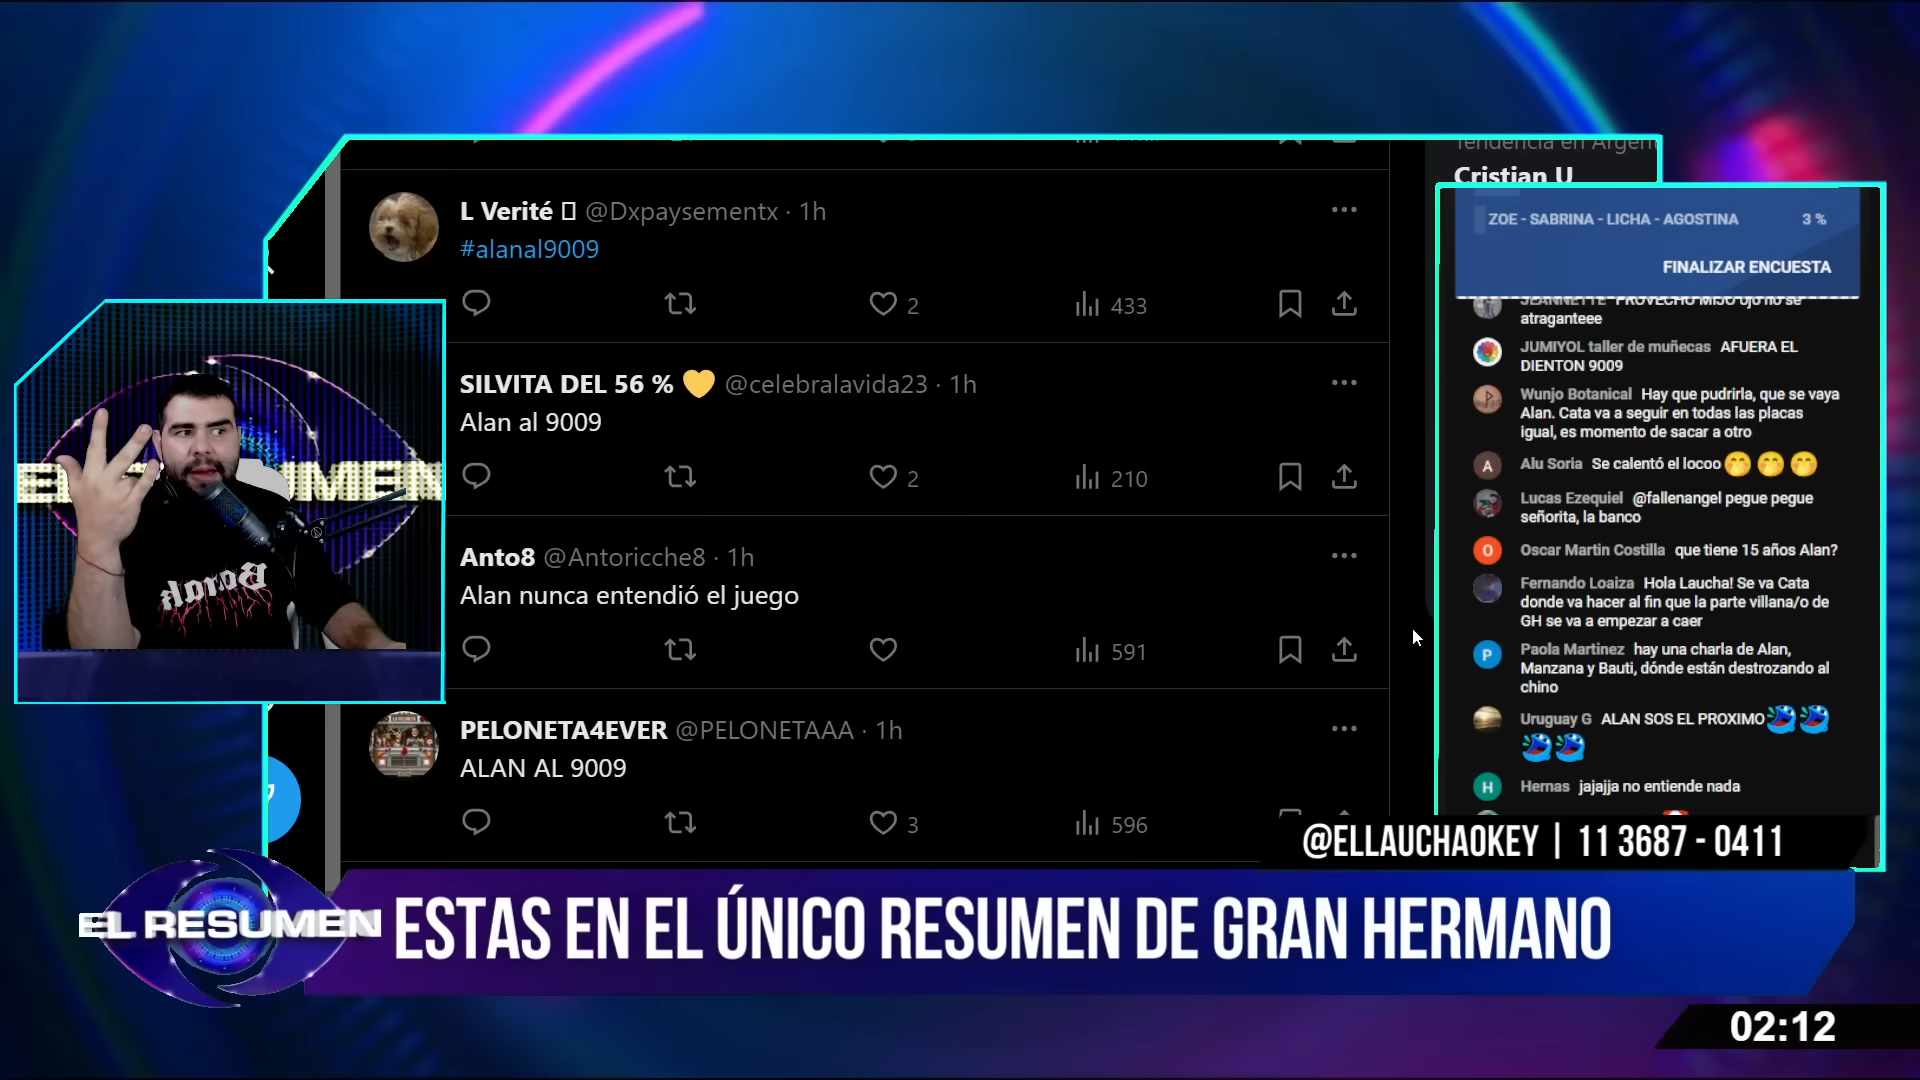 L Verité @Dxpaysementx · 1h
#alanal9009
2
433
SILVITA DEL 56 % 💛 @celebralavida23 · 1h
Alan al 9009
2
210
Anto8 @Antoricche8 · 1h
Alan nunca entendió el juego
591
PELONETA4EVER @PELONETAAA · 1h
ALAN AL 9009
3
596
Cristian U
ZOE - SABRINA - LICHA - AGOSTINA 3 %
FINALIZAR ENCUESTA
JEANNETTE PROVECHO MIJO ojo no se
atraganteee
JUMIYOL taller de muñecas AFUERA EL
DIENTON 9009
Wunjo Botanical Hay que pudrirla, que se vaya
Alan. Cata va a seguir en todas las placas
igual, es momento de sacar a otro
A
Alu Soria Se calentó el locoo🤭🤭🤭
Lucas Ezequiel @fallenangel pegue pegue
señorita, la banco
O
Oscar Martin Costilla que tiene 15 años Alan?
Fernando Loaiza Hola Laucha! Se va Cata
donde va hacer al fin que la parte villana/o de
GH se va a empezar a caer
P
Paola Martinez hay una charla de Alan,
Manzana y Bauti, dónde están destrozando al
chino
Uruguay G ALAN SOS EL PROXIMO
H
Hernas jajajja no entiende nada
@ELLAUCHAOKEY | 11 3687 - 0411
EL RESUMEN
ESTAS EN EL ÚNICO RESUMEN DE GRAN HERMANO
02:12